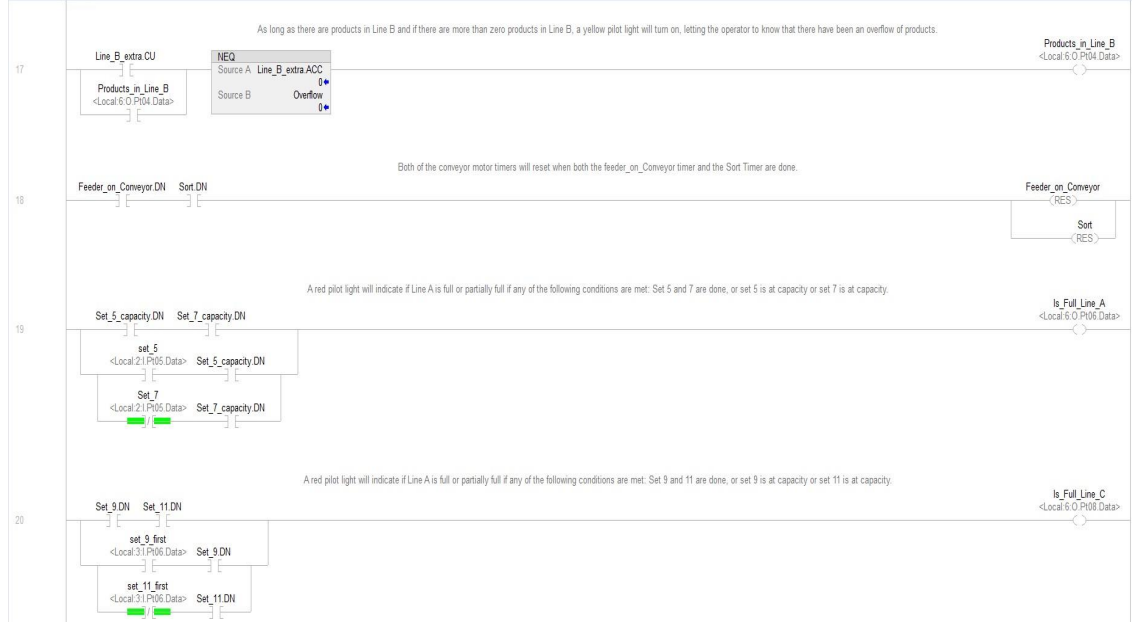 As long as there are products in Line B and if there are more than zero products in Line B, a yellow pilot light will turn on, letting the operator to know that there have been an overflow of products.
17
Line_B_extra.CU
Products_in_Line_B
<Local:6:O.Pt04.Data>
NEQ
Source A Line_B_extra.ACC
0
Source B Overflow
0
Products_in_Line_B
<Local:6:O.Pt04.Data>
Both of the conveyor motor timers will reset when both the feeder_on_Conveyor timer and the Sort Timer are done.
18
Feeder_on_Conveyor.DN Sort.DN
Feeder_on_Conveyor
RES
Sort
RES
A red pilot light will indicate if Line A is full or partially full if any of the following conditions are met: Set 5 and 7 are done, or set 5 is at capacity or set 7 is at capacity.
19
Set_5_capacity.DN Set_7_capacity.DN
set_5
<Local:2:I.Pt05.Data> Set_5_capacity.DN
Set_7
<Local:2:I.Pt05.Data> Set_7_capacity.DN
Is_Full_Line_A
<Local:6:O.Pt06.Data>
A red pilot light will indicate if Line A is full or partially full if any of the following conditions are met: Set 9 and 11 are done, or set 9 is at capacity or set 11 is at capacity.
20
Set_9.DN Set_11.DN
set_9_first
<Local:3:I.Pt06.Data> Set_9.DN
set_11_first
<Local:3:I.Pt06.Data> Set_11.DN
Is_Full_Line_C
<Local:6:O.Pt08.Data>